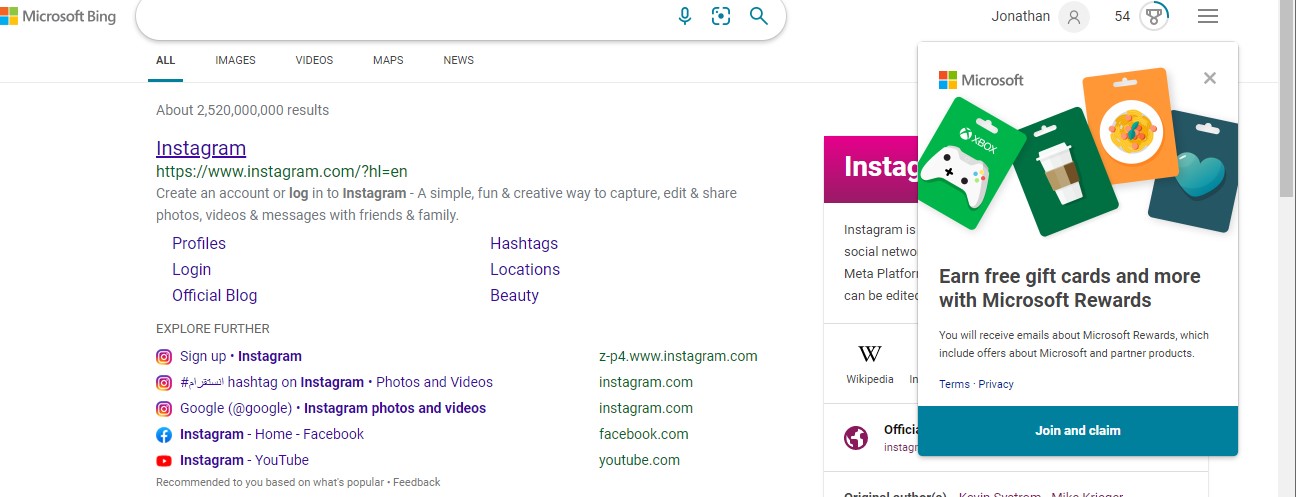 Microsoft Bing
Jonathan
54
ALL IMAGES VIDEOS MAPS NEWS
About 2,520,000,000 results
Instagram
https://www.instagram.com/?hl=en
Create an account or log in to Instagram - A simple, fun & creative way to capture, edit & share
photos, videos & messages with friends & family.
Profiles
Hashtags
Login
Locations
Official Blog
Beauty
EXPLORE FURTHER
Sign up • Instagram z-p4.www.instagram.com
#انستقرام hashtag on Instagram • Photos and Videos instagram.com
Google (@google) • Instagram photos and videos instagram.com
Instagram - Home - Facebook facebook.com
Instagram - YouTube youtube.com
Recommended to you based on what's popular • Feedback
Instag
Instagram is
social netwo
Meta Platfor
can be edited
W
Wikipedia
In
Officia
instagr
Original author(s) Kevin Systrom · Mike Krieger
Microsoft
XBOX
Earn free gift cards and more
with Microsoft Rewards
You will receive emails about Microsoft Rewards, which
include offers about Microsoft and partner products.
Terms · Privacy
Join and claim